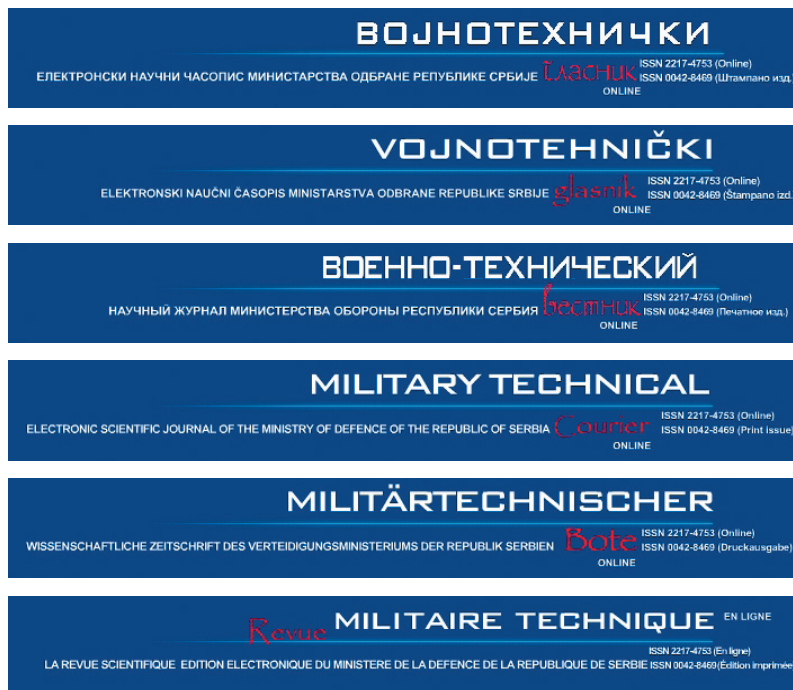 ВОЈНОТЕХНИЧКИ
ЕЛЕКТРОНСКИ НАУЧНИ ЧАСОПИС МИНИСТАРСТВА ОДБРАНЕ РЕПУБЛИКЕ СРБИЈЕ гласник ISSN 2217-4753 (Online)
ISSN 0042-8469 (Штампано изд.)
ONLINE
VOJNOTEHNIČKI
ELEKTRONSKI NAUČNI ČASOPIS MINISTARSTVA ODBRANE REPUBLIKE SRBIJE glasnik ISSN 2217-4753 (Online)
ISSN 0042-8469 (Štampano izd.
ONLINE
ВОЕННО-ТЕХНИЧЕСКИЙ
НАУЧНЫЙ ЖУРНАЛ МИНИСТЕРСТВА ОБОРОНЫ РЕСПУБЛИКИ СЕРБИЯ вестник ISSN 2217-4753 (Online)
ISSN 0042-8469 (Печатное изд.)
ONLINE
MILITARY TECHNICAL
ELECTRONIC SCIENTIFIC JOURNAL OF THE MINISTRY OF DEFENCE OF THE REPUBLIC OF SERBIA Courier ISSN 2217-4753 (Online)
ISSN 0042-8469 (Print issue)
ONLINE
MILITÄRTECHNISCHER
WISSENSCHAFTLICHE ZEITSCHRIFT DES VERTEIDIGUNGSMINISTERIUMS DER REPUBLIK SERBIEN Bote ISSN 2217-4753 (Online)
ISSN 0042-8469 (Druckausgabe)
ONLINE
Revue MILITAIRE TECHNIQUE EN LIGNE
ISSN 2217-4753 (En ligne)
LA REVUE SCIENTIFIQUE EDITION ELECTRONIQUE DU MINISTERE DE LA DEFENCE DE LA REPUBLIQUE DE SERBIE ISSN 0042-8469(Édition imprimée